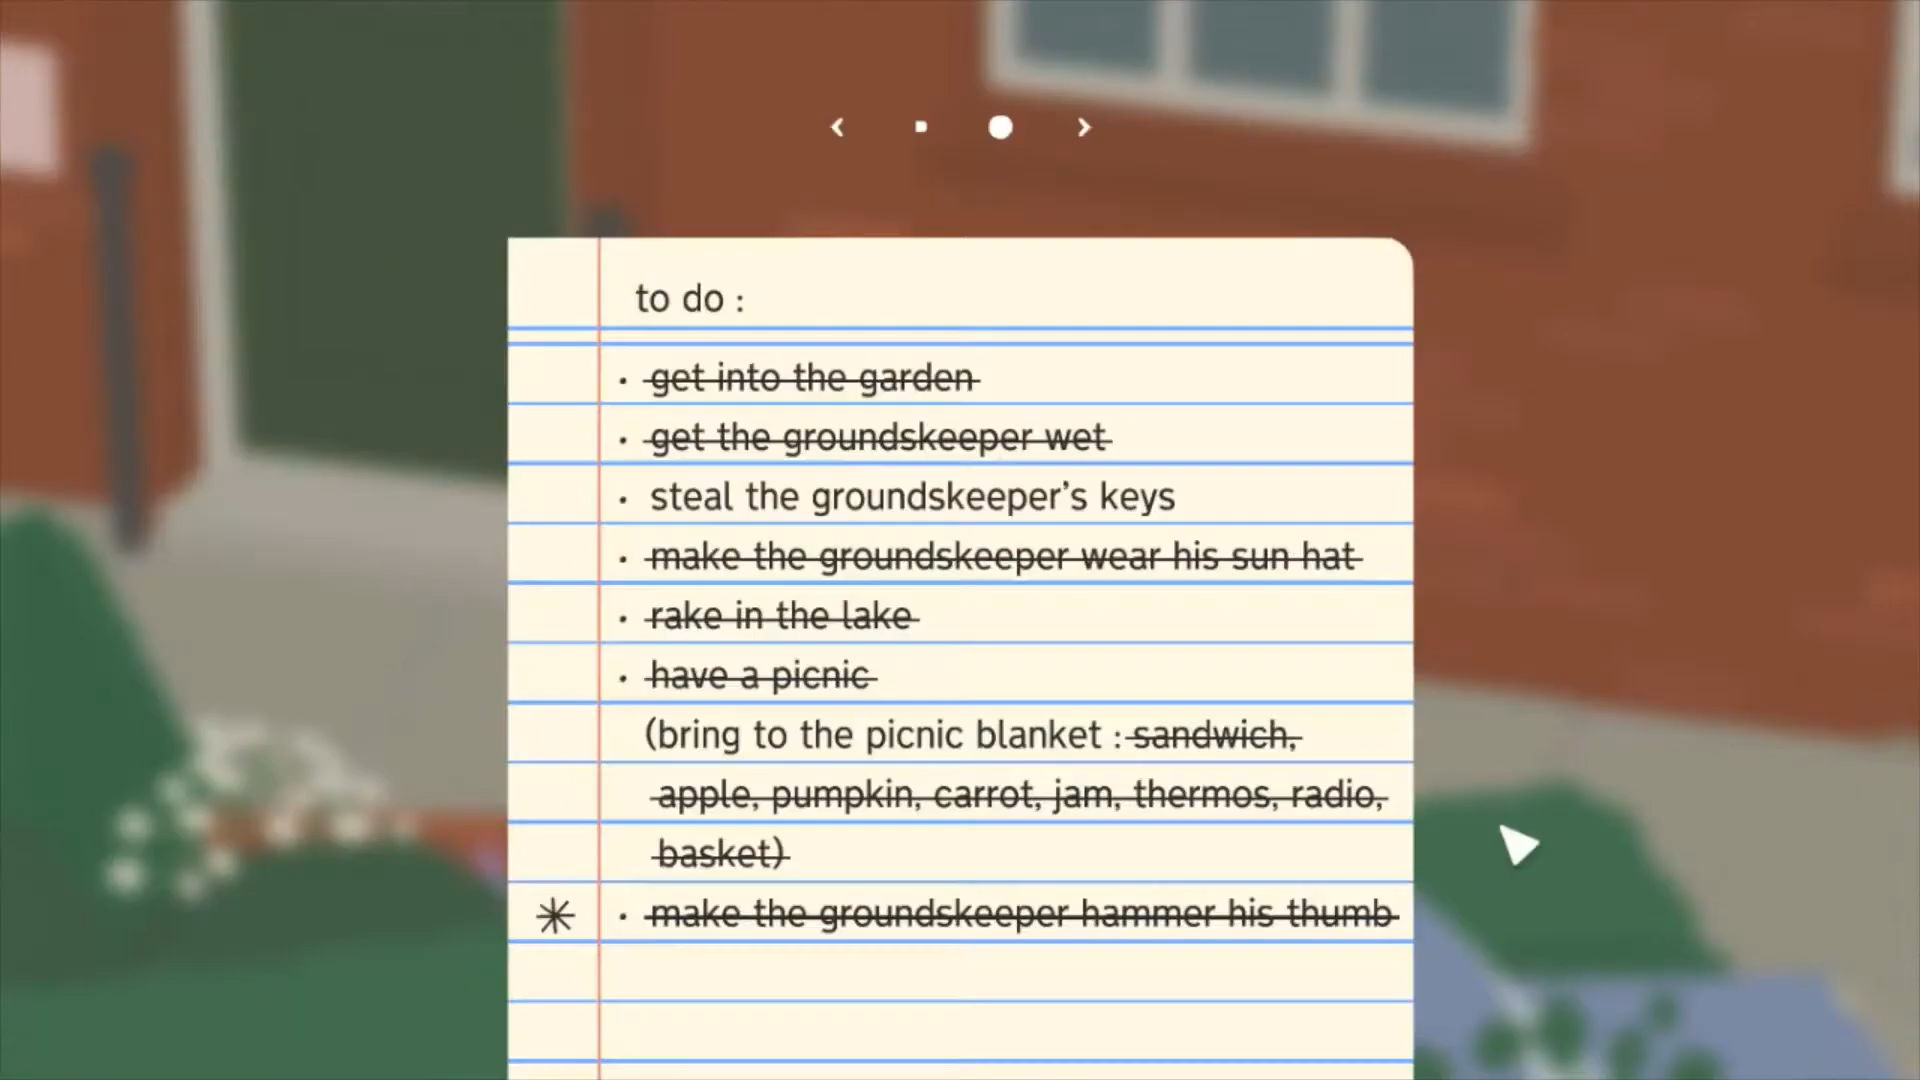 to do :
• get into the garden
• get the groundskeeper wet
• steal the groundskeeper’s keys
• make the groundskeeper wear his sun hat
• rake in the lake
• have a picnic
(bring to the picnic blanket : sandwich,
apple, pumpkin, carrot, jam, thermos, radio,
basket)
• make the groundskeeper hammer his thumb